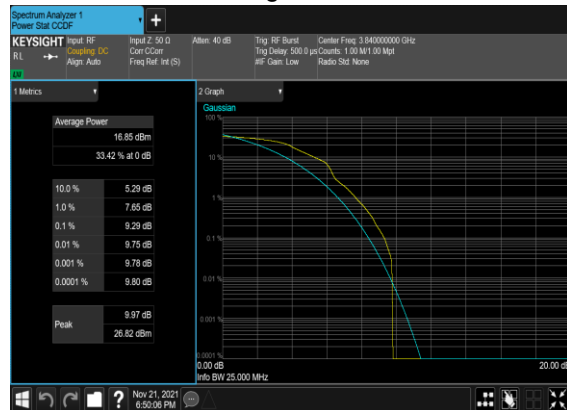 Spectrum Analyzer 1
Power Stat CCDF
+
KEYSIGHT
R L
Input: RF
Coupling: DC
Align: Auto
Input Z: 50 Ω
Corr CCorr
Freq Ref: Int (S)
Atten: 40 dB
Trig: RF Burst
Trig Delay: 500.0 µs
#IF Gain: Low
Center Freq: 3.840000000 GHz
Counts: 1.00 M/1.00 Mpt
Radio Std: None
1 Metrics
Average Power
16.85 dBm
33.42 % at 0 dB
10.0 % 5.29 dB
1.0 % 7.65 dB
0.1 % 9.29 dB
0.01 % 9.75 dB
0.001 % 9.78 dB
0.0001 % 9.80 dB
Peak
9.97 dB
26.82 dBm
2 Graph
Gaussian
100 %
10 %
1 %
0.1 %
0.01 %
0.001 %
0.0001 %
0.00 dB
20.00 dB
Info BW 25.000 MHz
?
Nov 21, 2021
6:50:06 PM